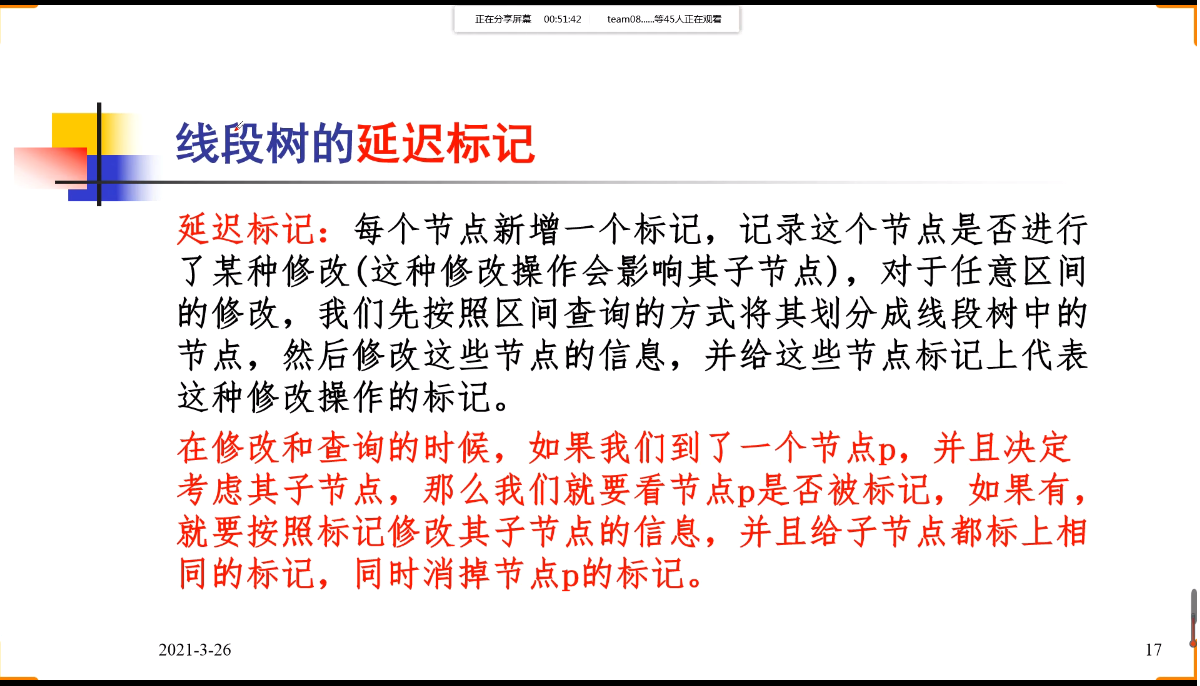 正在分享屏幕 00:51:42 team08......等45人正在观看
线段树的延迟标记
延迟标记：每个节点新增一个标记，记录这个节点是否进行
了某种修改(这种修改操作会影响其子节点)，对于任意区间
的修改，我们先按照区间查询的方式将其划分成线段树中的
节点，然后修改这些节点的信息，并给这些节点标记上代表
这种修改操作的标记。
在修改和查询的时候，如果我们到了一个节点p，并且决定
考虑其子节点，那么我们就要看节点p是否被标记，如果有，
就要按照标记修改其子节点的信息，并且给子节点都标上相
同的标记，同时消掉节点p的标记。
2021-3-26
17